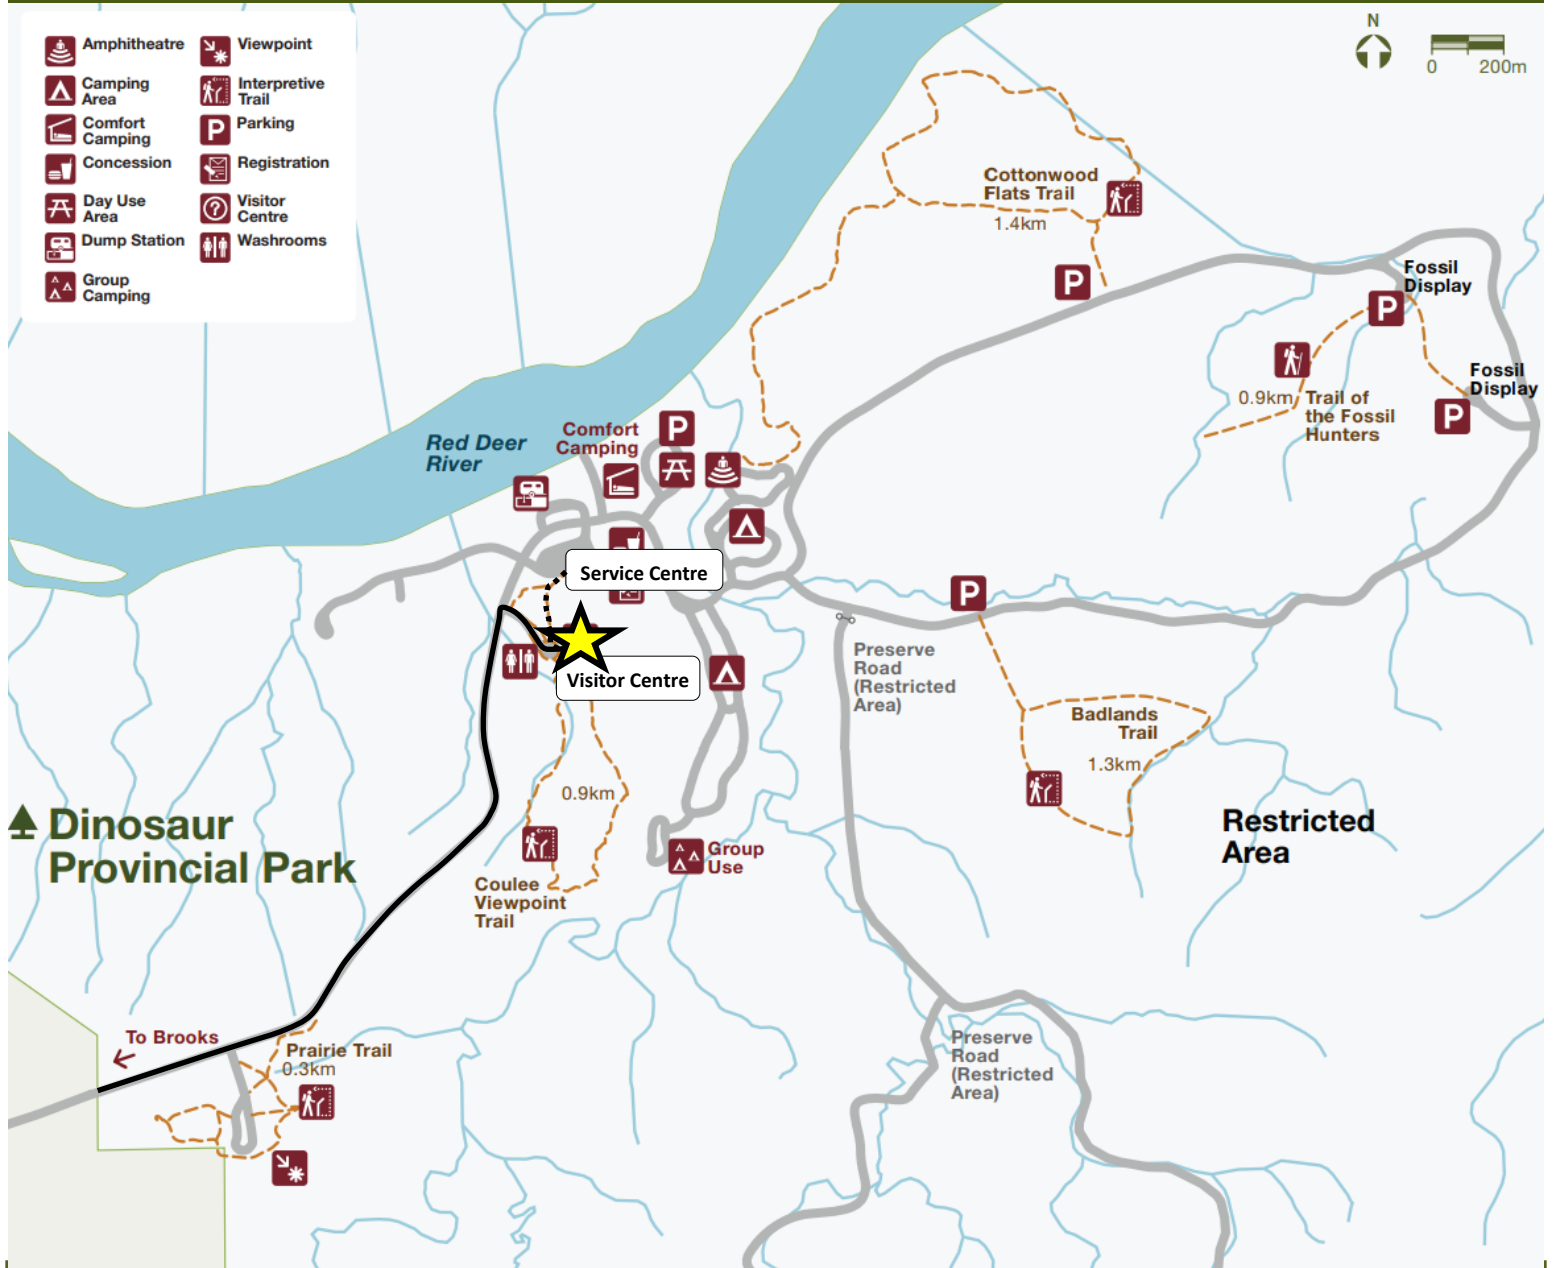 Amphitheatre
Camping
Area
Comfort
Camping
Concession
Day Use
Area
Dump Station
Group
Camping
Viewpoint
Interpretive
Trail
P
Parking
Registration
?
Visitor
Centre
Washrooms
N
0 200m
Cottonwood
Flats Trail
1.4km
P
Fossil
Display
P
Fossil
Display
P
0.9km
Trail of
the Fossil
Hunters
Red Deer
River
Comfort
Camping
P
Service Centre
Visitor Centre
P
Preserve
Road
(Restricted
Area)
Badlands
Trail
1.3km
0.9km
Dinosaur
Provincial Park
Restricted
Area
Group
Use
Coulee
Viewpoint
Trail
To Brooks
Prairie Trail
0.3km
Preserve
Road
(Restricted
Area)